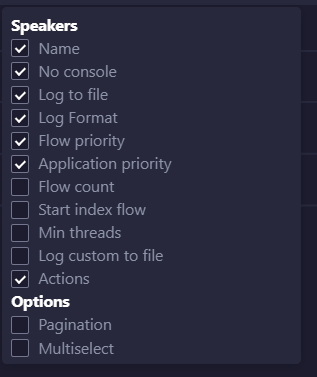 Speakers
Name
No console
Log to file
Log Format
Flow priority
Application priority
Flow count
Start index flow
Min threads
Log custom to file
Actions
Options
Pagination
Multiselect